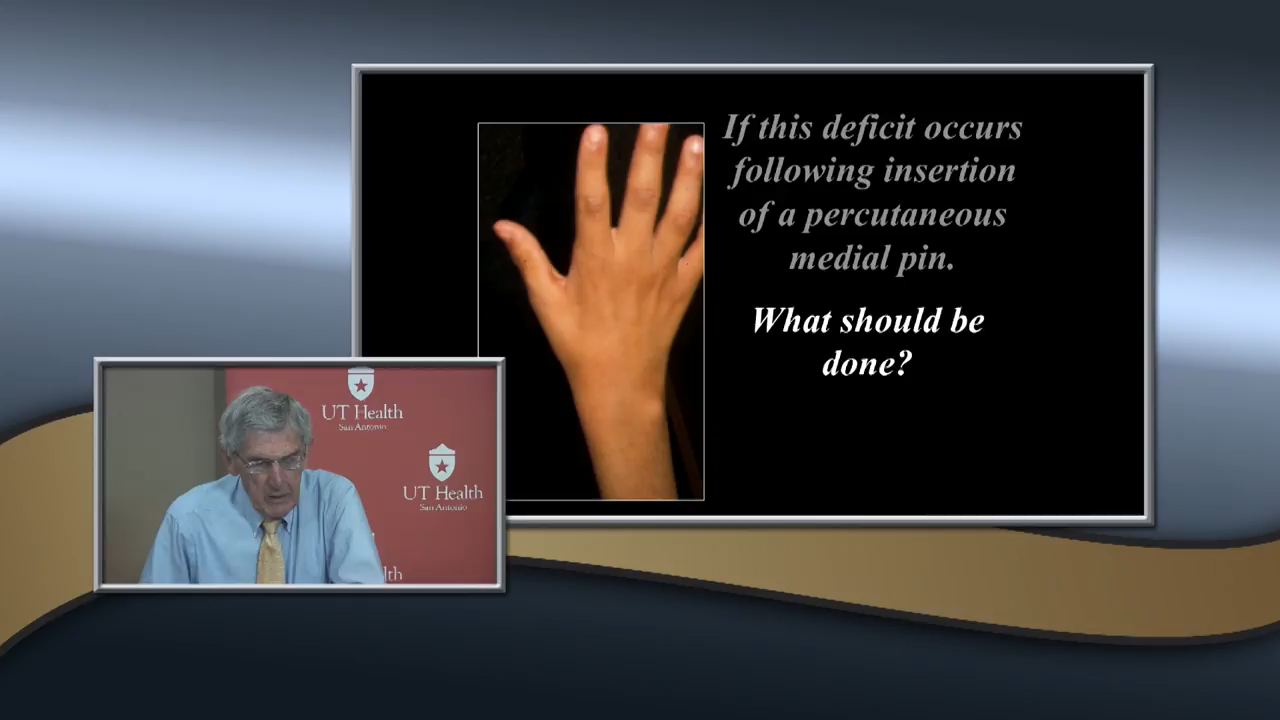 If this deficit occurs
following insertion
of a percutaneous
medial pin.
What should be
done?
UT Health
San Antonio
UT Health
San Antonio
lth